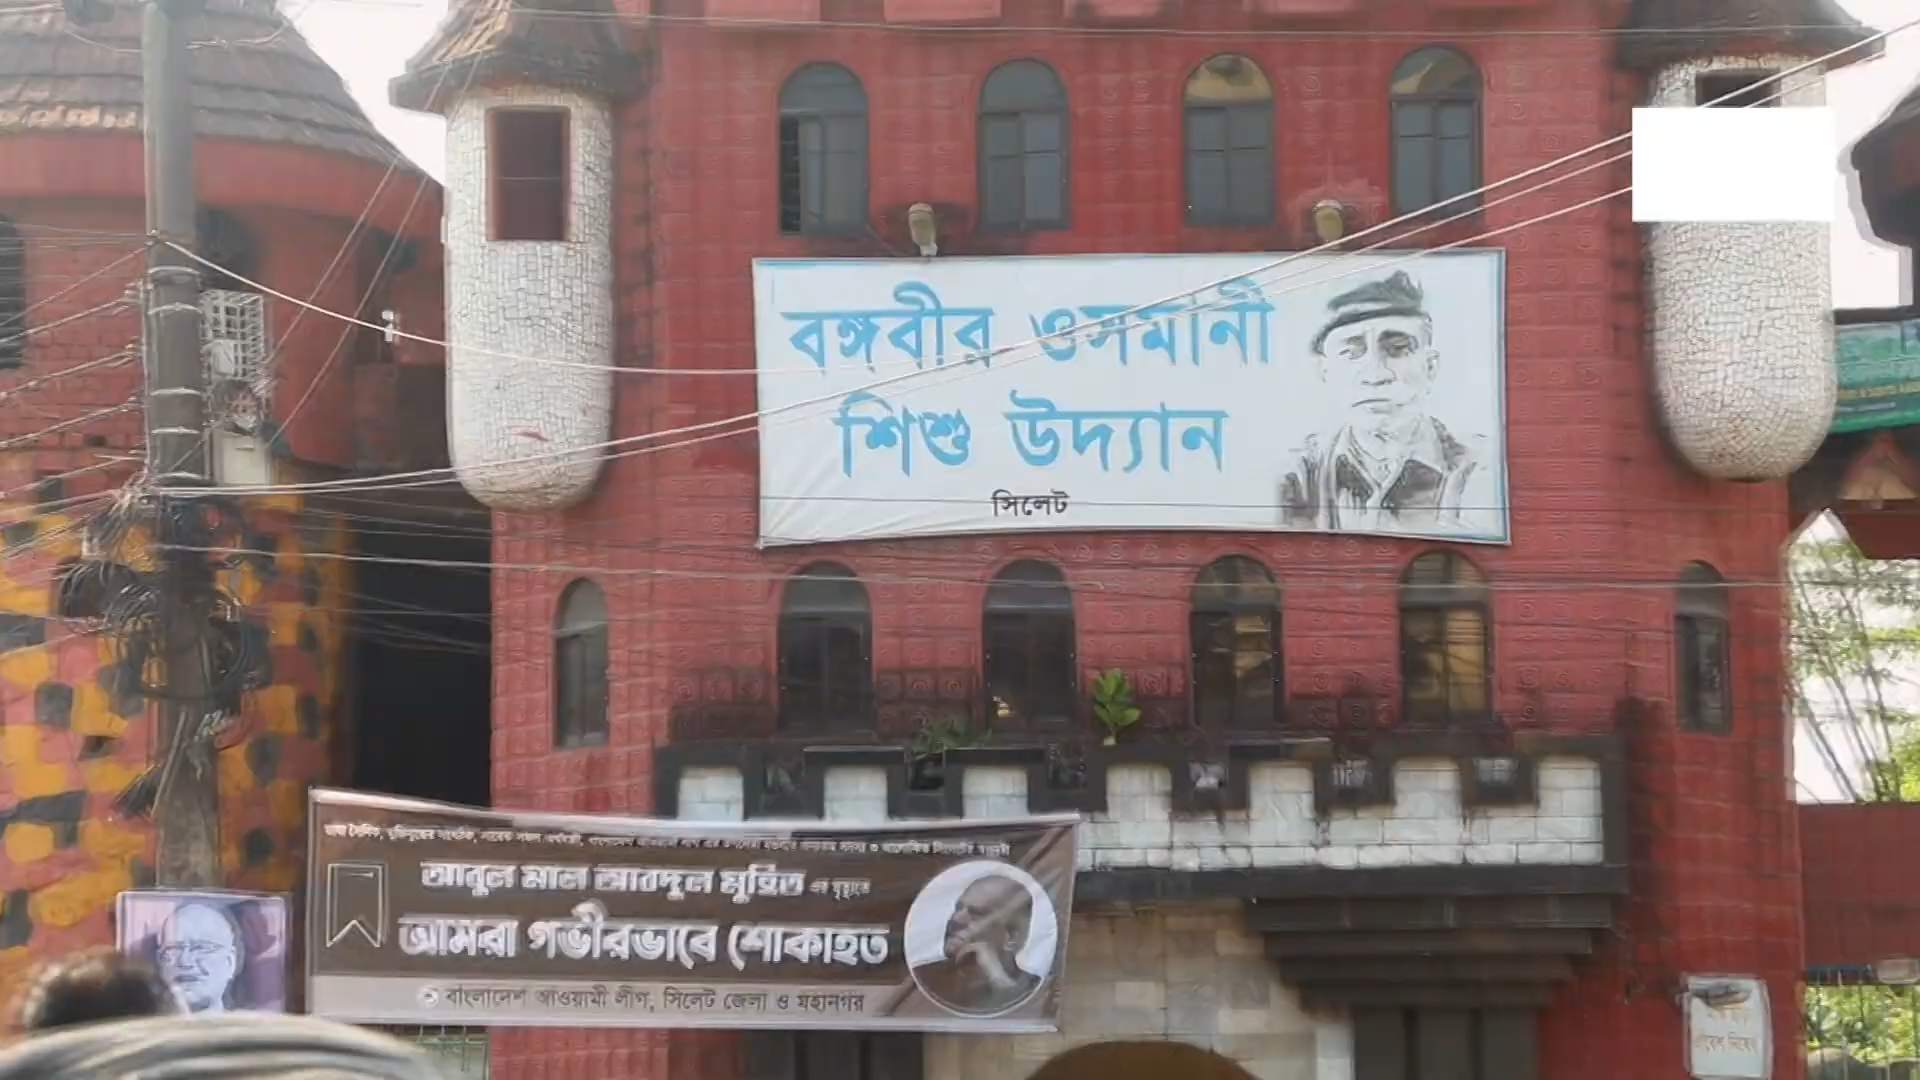 বঙ্গবীর ওসমানী
শিশু উদ্যান
সিলেট
আবুল মাল আবদুল মুহিত এর মৃত্যুতে
আমরা গভীরভাবে শোকাহত
বাংলাদেশ আওয়ামী লীগ, সিলেট জেলা ও মহানগর